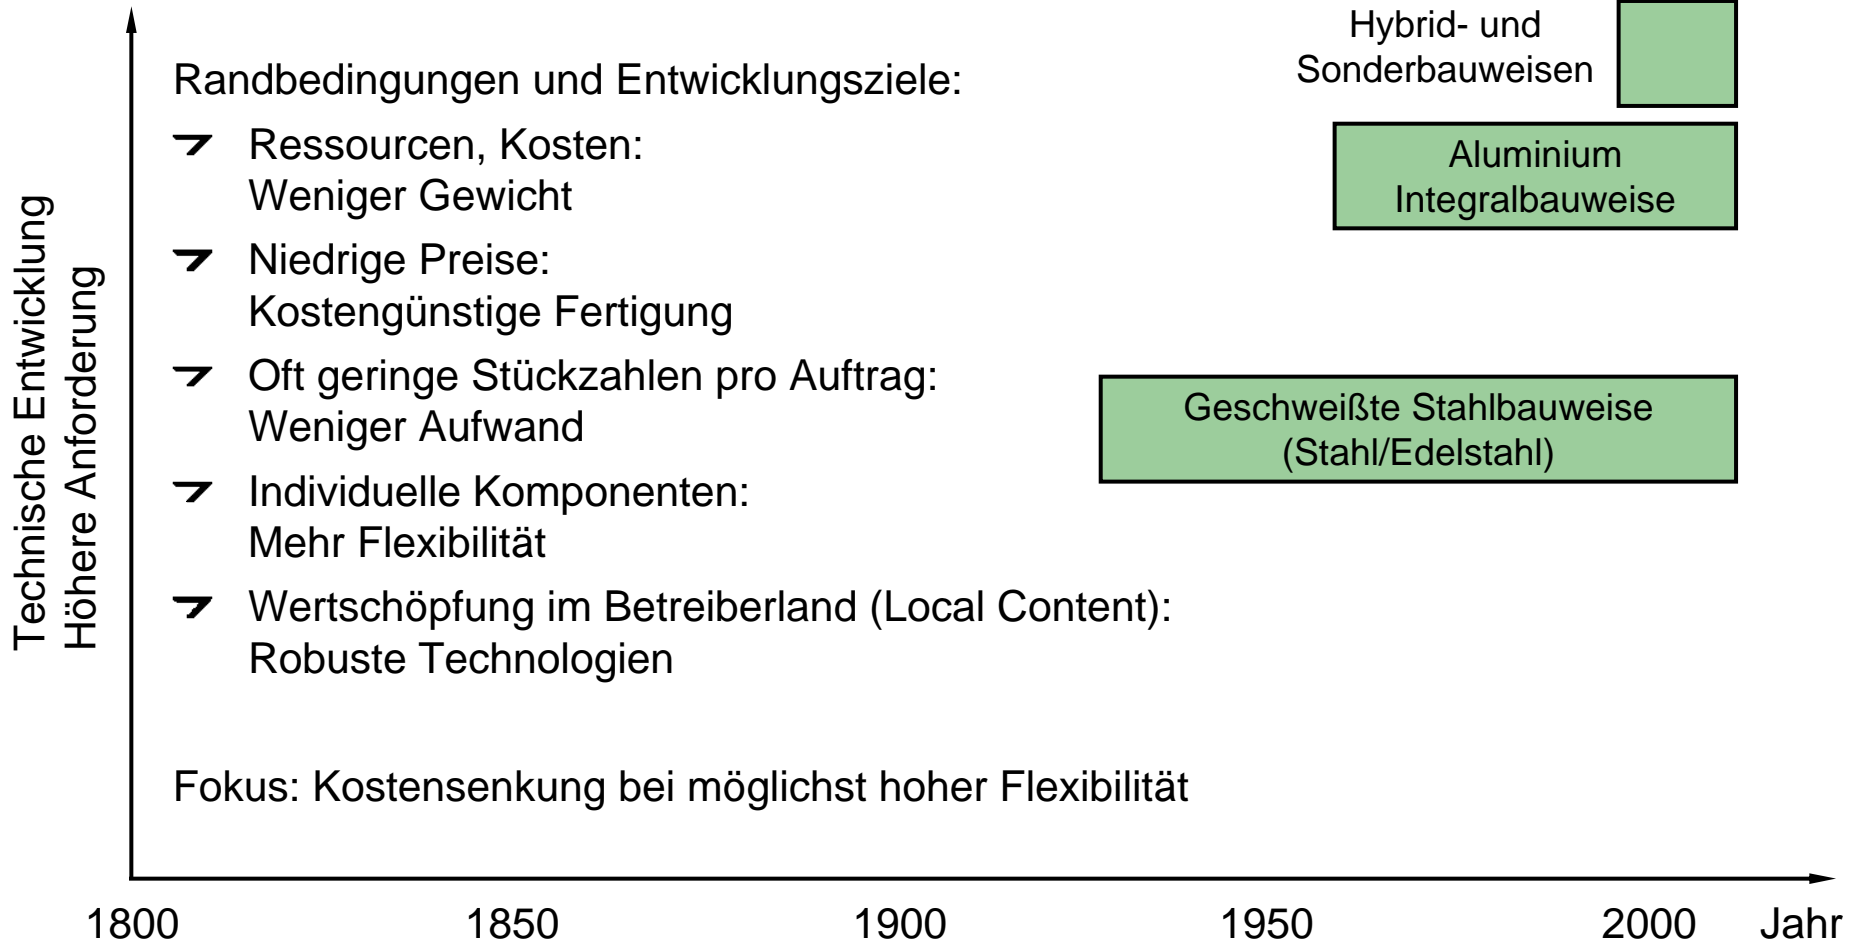 Hybrid- und
Sonderbauweisen
Randbedingungen und Entwicklungsziele:
Ressourcen, Kosten:
Weniger Gewicht
Aluminium
Integralbauweise
Niedrige Preise:
Kostengünstige Fertigung
Oft geringe Stückzahlen pro Auftrag:
Weniger Aufwand
Geschweißte Stahlbauweise
(Stahl/Edelstahl)
Individuelle Komponenten:
Mehr Flexibilität
Wertschöpfung im Betreiberland (Local Content):
Robuste Technologien
Fokus: Kostensenkung bei möglichst hoher Flexibilität
Technische Entwicklung
Höhere Anforderung
1800 1850 1900 1950 2000 Jahr